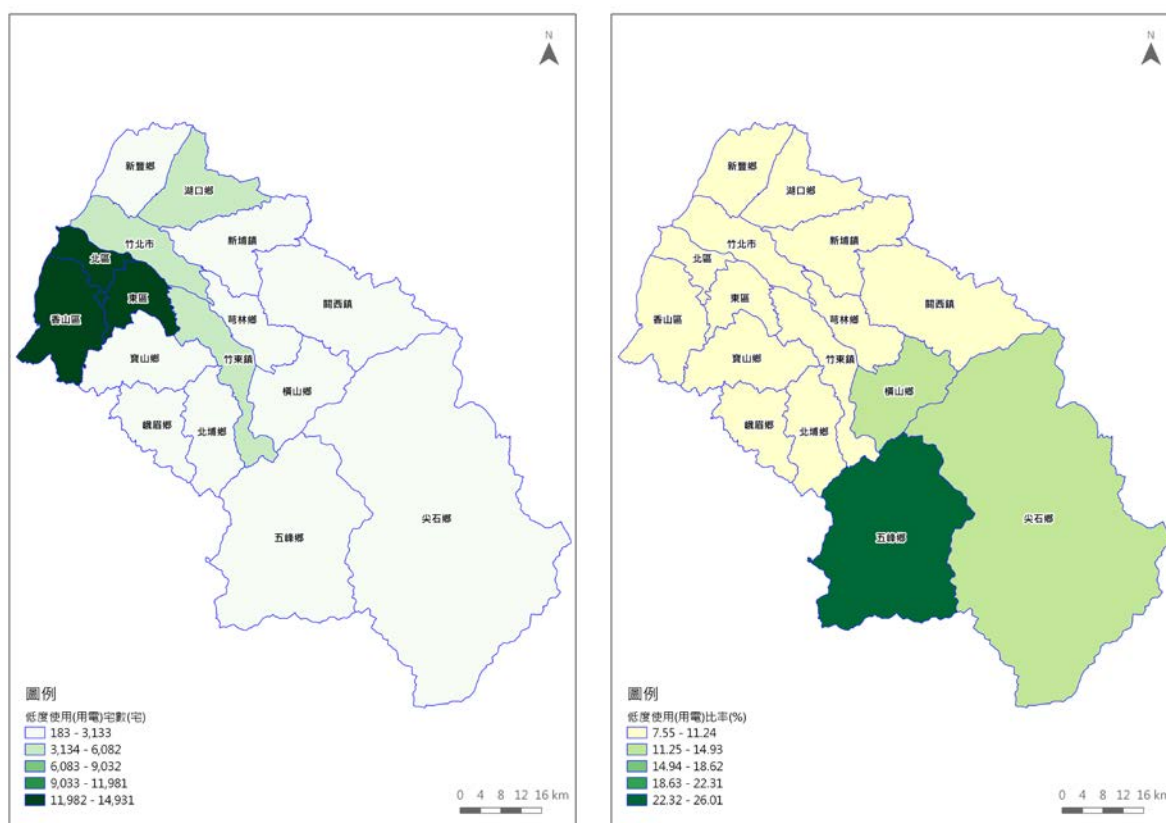 N
新豐鄉
湖口鄉
竹北市
新埔鎮
北區
東區
關西鎮
香山區
芎林鄉
寶山鄉
竹東鎮
橫山鄉
峨眉鄉
北埔鄉
尖石鄉
五峰鄉
圖例
低度使用(用電)宅數(宅)
183 - 3,133
3,134 - 6,082
6,083 - 9,032
9,033 - 11,981
11,982 - 14,931
0 4 8 12 16 km
N
新豐鄉
湖口鄉
竹北市
新埔鎮
北區
東區
關西鎮
香山區
芎林鄉
寶山鄉
竹東鎮
橫山鄉
峨眉鄉
北埔鄉
尖石鄉
五峰鄉
圖例
低度使用(用電)比率(%)
7.55 - 11.24
11.25 - 14.93
14.94 - 18.62
18.63 - 22.31
22.32 - 26.01
0 4 8 12 16 km